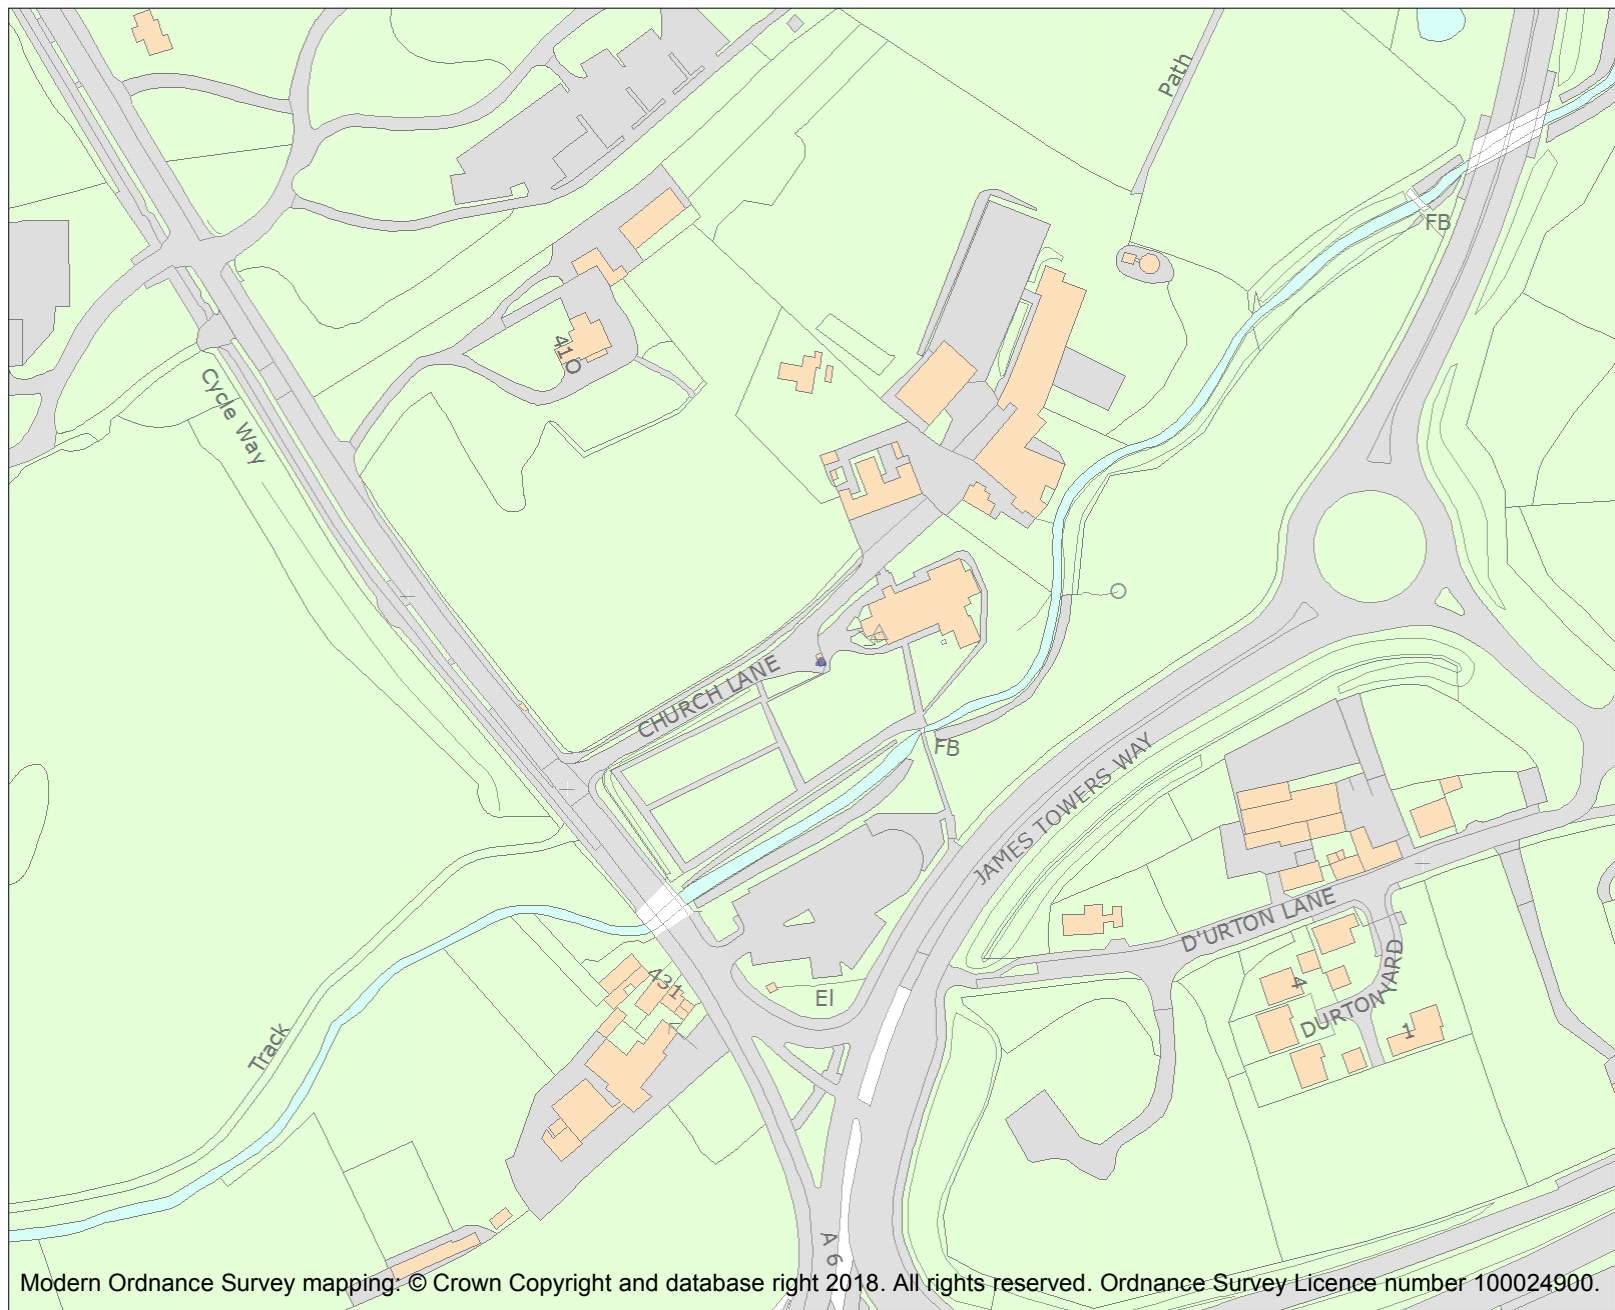 Path
FB
41O
Cycle Way
CHURCH LANE
FB
JAMES TOWERS WAY
D'URTON LANE
431
El
4
DURTON YARD
1
Track
A 6
Modern Ordnance Survey mapping: © Crown Copyright and database right 2018. All rights reserved. Ordnance Survey Licence number 100024900.